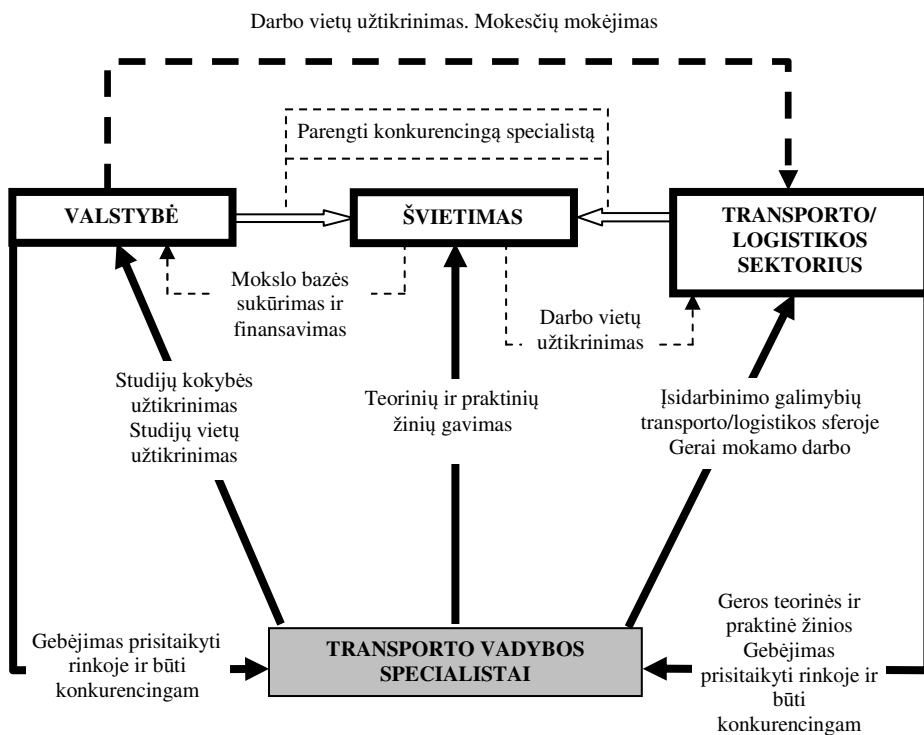 Darbo vietų užtikrinimas. Mokesčių mokėjimas
Parengti konkurencingą specialistą
VALSTYBĖ
ŠVIETIMAS
TRANSPORTO/
LOGISTIKOS
SEKTORIUS
Mokslo bazės
sukūrimas ir
finansavimas
Darbo vietų
užtikrinimas
Studijų kokybės
užtikrinimas
Studijų vietų
užtikrinimas
Teorinių ir praktinių
žinių gavimas
Įsidarbinimo galimybių
transporto/logistikos sferoje
Gerai mokamo darbo
Gebėjimas prisitaikyti
rinkoje ir būti
konkurencingam
TRANSPORTO VADYBOS
SPECIALISTAI
Geros teorinės ir
praktinė žinios
Gebėjimas
prisitaikyti rinkoje ir
būti
konkurencingam